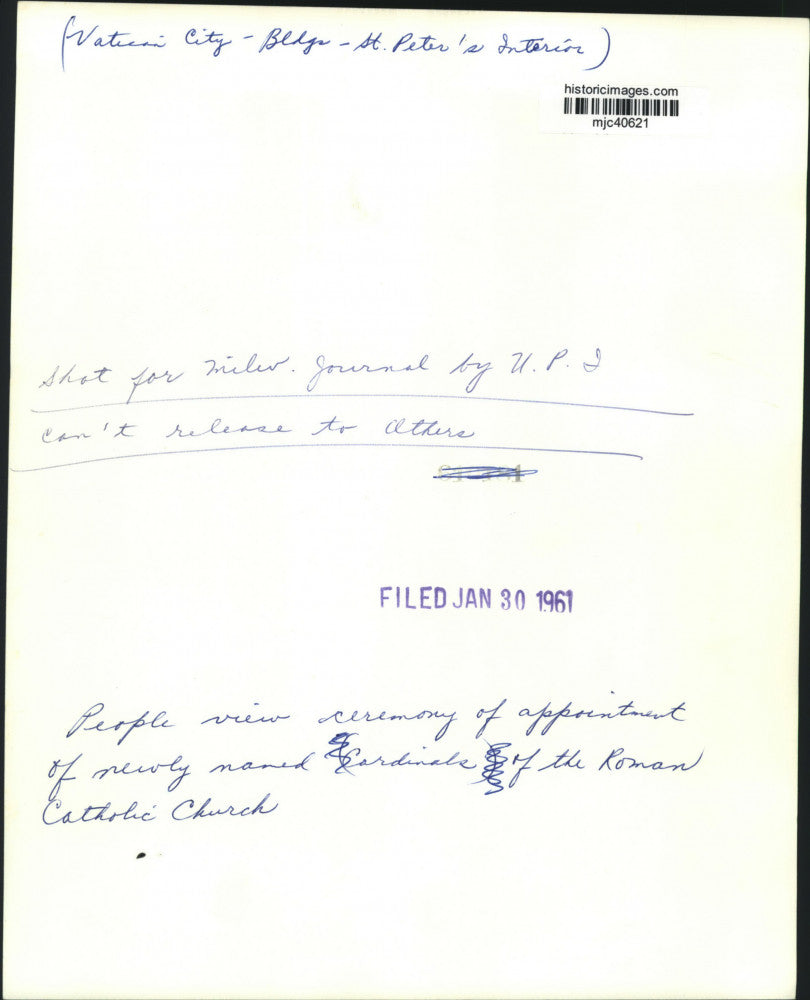 (Vatican City - Bldgs - St. Peter's Interior)
historicimages.com
mjc40621
Shot for Milw. Journal by U.P.I
can't release to Others
FILED JAN 30 1961
People view ceremony of appointment
of newly named Cardinals of the Roman
Catholic Church